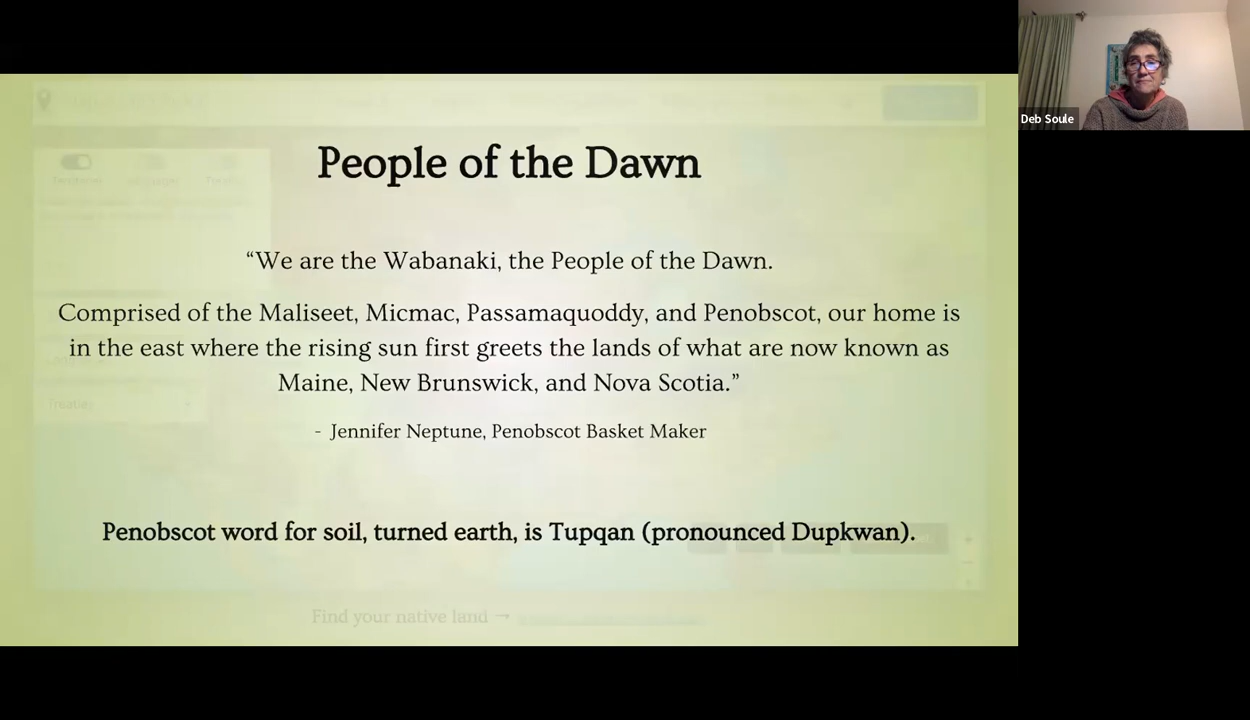 People of the Dawn
“We are the Wabanaki, the People of the Dawn.
Comprised of the Maliseet, Micmac, Passamaquoddy, and Penobscot, our home is
in the east where the rising sun first greets the lands of what are now known as
Maine, New Brunswick, and Nova Scotia.”
- Jennifer Neptune, Penobscot Basket Maker
Penobscot word for soil, turned earth, is Tupqan (pronounced Dupkwan).
Find your native land →
Treaties
Deb Soule